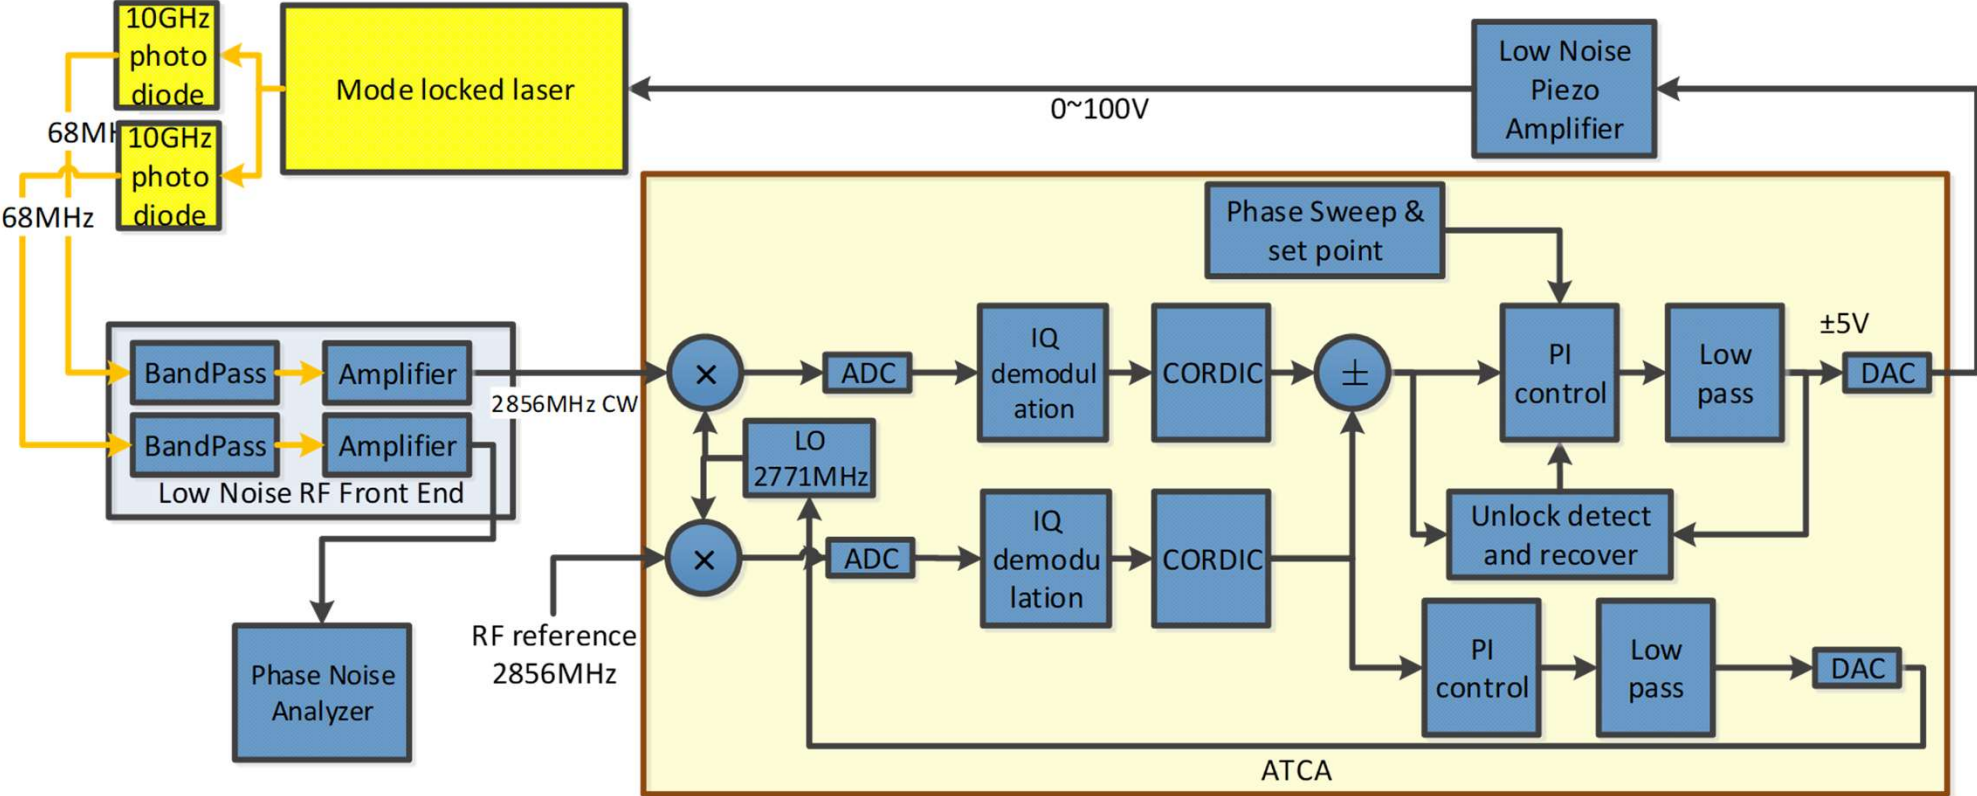 10GHz
photo
diode
Mode locked laser
Low Noise
Piezo
Amplifier
0~100V
68MH
10GHz
photo
diode
68MHz
Phase Sweep &
set point
±5V
BandPass
Amplifier
2856MHz CW
BandPass
Amplifier
Low Noise RF Front End
×
ADC
IQ
demodul
ation
CORDIC
±
PI
control
Low
pass
DAC
LO
2771MHz
Unlock detect
and recover
×
ADC
IQ
demodu
lation
CORDIC
RF reference
2856MHz
PI
control
Low
pass
DAC
Phase Noise
Analyzer
ATCA